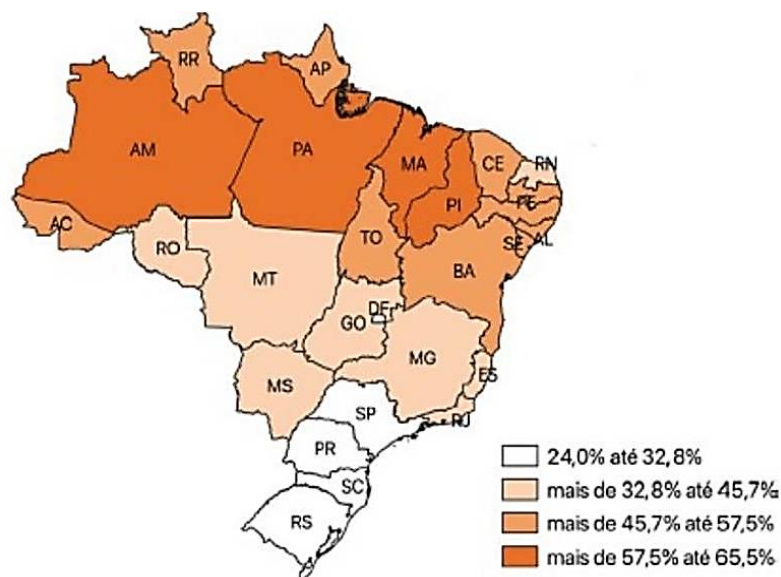 RR
AP
AM
PA
MA
CE
RN
PI
PE
AC
TO
SE
AL
RO
BA
MT
DF
GO
MG
ES
MS
SP
RJ
PR
SC
RS
24,0% até 32,8%
mais de 32,8% até 45,7%
mais de 45,7% até 57,5%
mais de 57,5% até 65,5%